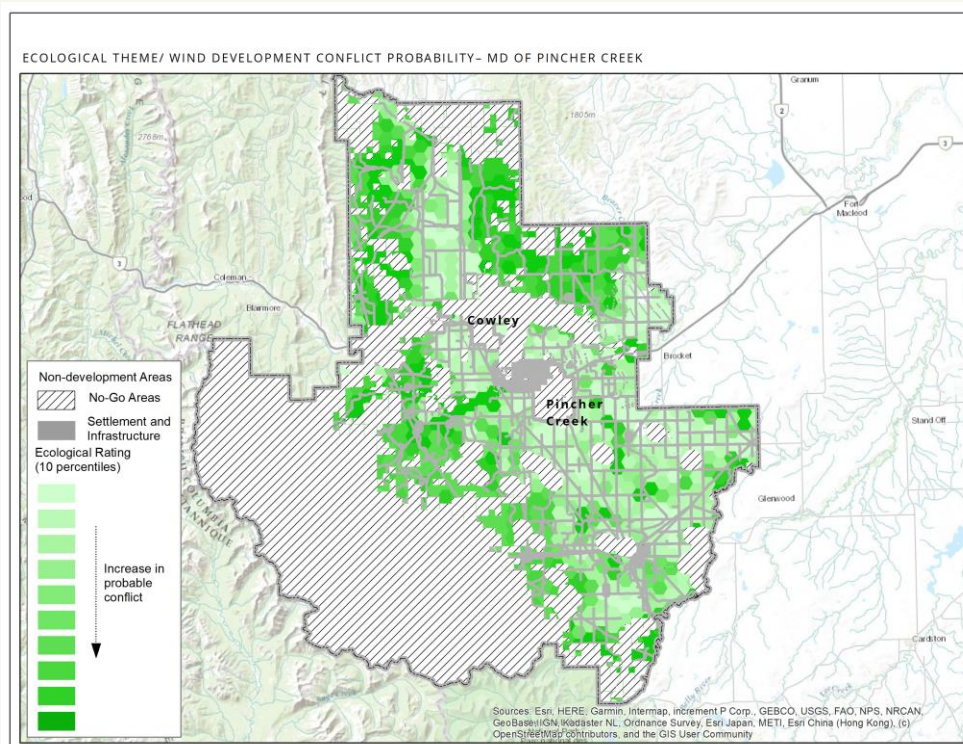 ECOLOGICAL THEME/ WIND DEVELOPMENT CONFLICT PROBABILITY– MD OF PINCHER CREEK
Granum
2
1805 m
2768m
3
Fort
Macleod
3
Coleman
Blairmore
FLATHEAD
RANGE
Cowley
Brocket
Pincher
Creek
Stand Off
Glenwood
Cardston
Non-development Areas
No-Go Areas
Settlement and
Infrastructure
Ecological Rating
(10 percentiles)
Increase in
probable
conflict
Sources: Esri, HERE, Garmin, Intermap, increment P Corp., GEBCO, USGS, FAO, NPS, NRCAN,
GeoBase, IGN, Kadaster NL, Ordnance Survey, Esri Japan, METI, Esri China (Hong Kong), (c)
OpenStreetMap contributors, and the GIS User Community